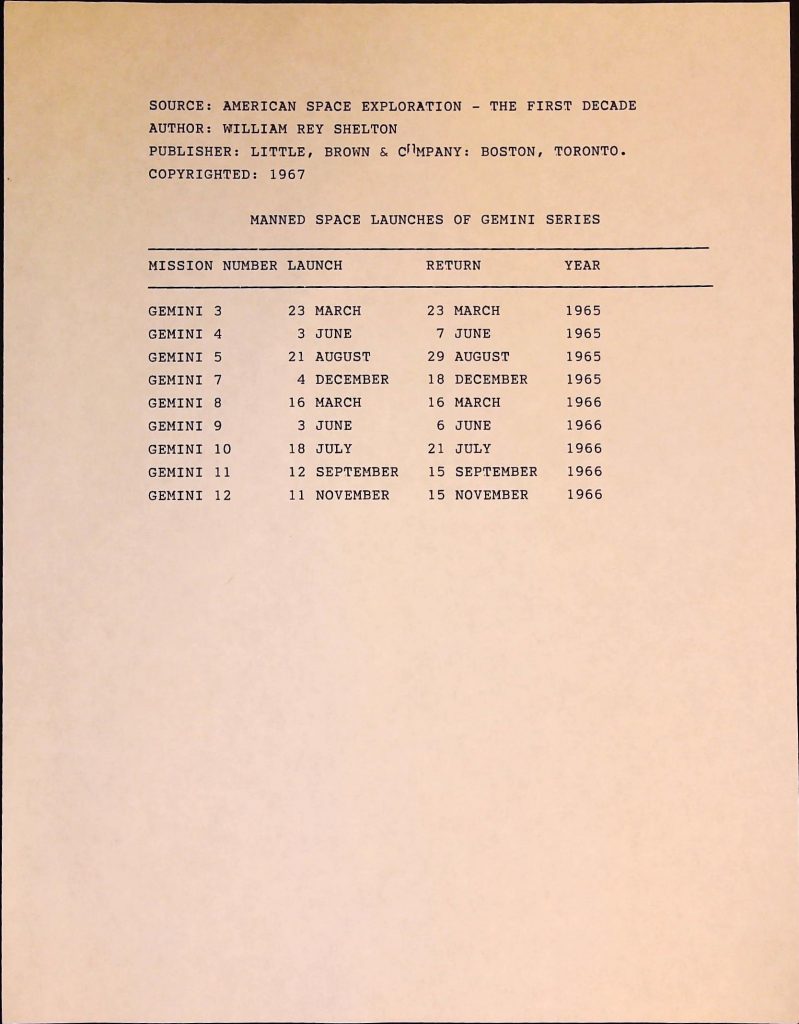 SOURCE: AMERICAN SPACE EXPLORATION - THE FIRST DECADE
AUTHOR: WILLIAM REY SHELTON
PUBLISHER: LITTLE, BROWN & COMPANY: BOSTON, TORONTO.
COPYRIGHTED: 1967
MANNED SPACE LAUNCHES OF GEMINI SERIES
MISSION NUMBER LAUNCH RETURN YEAR
GEMINI 3 23 MARCH 23 MARCH 1965
GEMINI 4 3 JUNE 7 JUNE 1965
GEMINI 5 21 AUGUST 29 AUGUST 1965
GEMINI 7 4 DECEMBER 18 DECEMBER 1965
GEMINI 8 16 MARCH 16 MARCH 1966
GEMINI 9 3 JUNE 6 JUNE 1966
GEMINI 10 18 JULY 21 JULY 1966
GEMINI 11 12 SEPTEMBER 15 SEPTEMBER 1966
GEMINI 12 11 NOVEMBER 15 NOVEMBER 1966